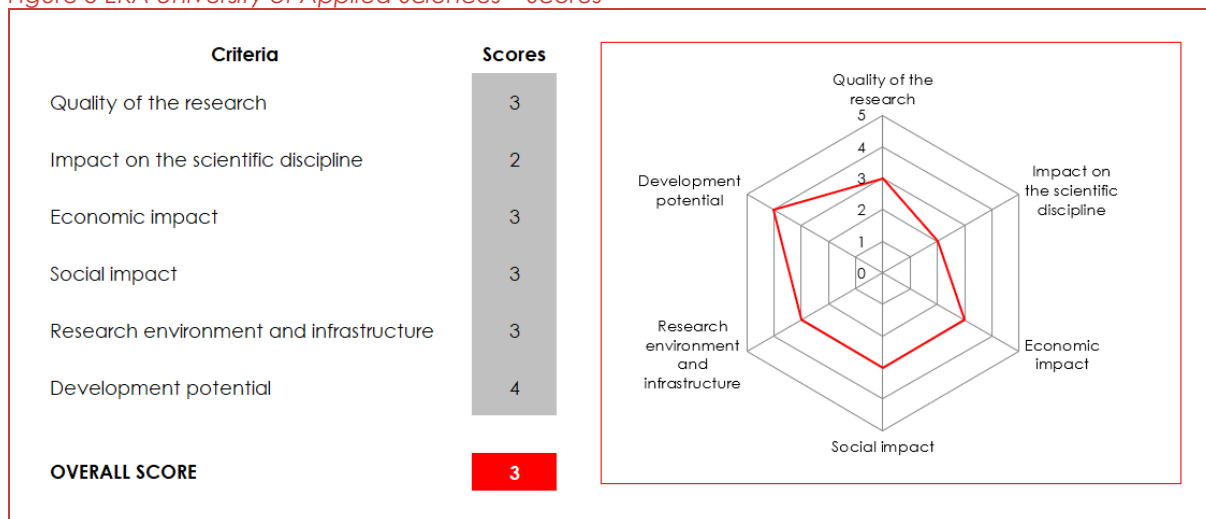 Criteria Scores
Quality of the research 3
Impact on the scientific discipline 2
Economic impact 3
Social impact 3
Research environment and infrastructure 3
Development potential 4
OVERALL SCORE 3
Quality of the
research
5
4
3
2
1
0
Impact on
the scientific
discipline
Economic
impact
Social impact
Research
environment
and
infrastructure
Development
potential